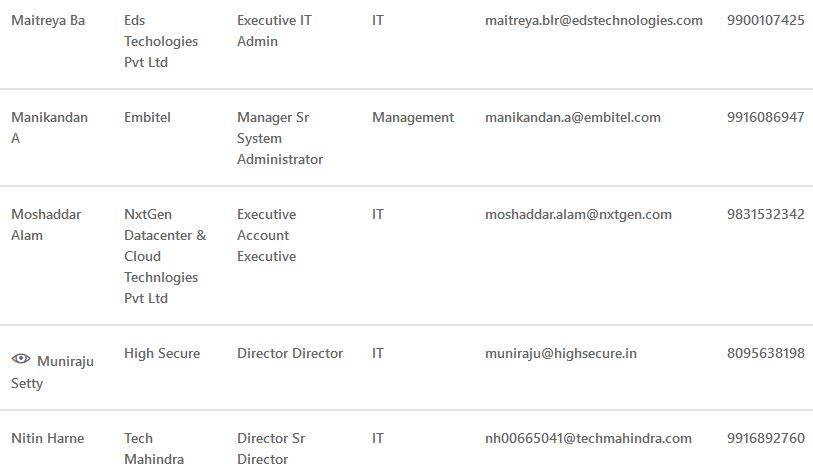 Maitreya Ba Eds Executive IT IT maitreya.blr@edstechnologies.com 9900107425
Techologies Admin
Pvt Ltd
Manikandan Embitel Manager Sr Management manikandan.a@embitel.com 9916086947
A System
Administrator
Moshaddar NxtGen Executive IT moshaddar.alam@nxtgen.com 9831532342
Alam Datacenter & Account
Cloud Executive
Technlogies
Pvt Ltd
Muniraju High Secure Director Director IT muniraju@highsecure.in 8095638198
Setty
Nitin Harne Tech Director Sr IT nh00665041@techmahindra.com 9916892760
Mahindra Director